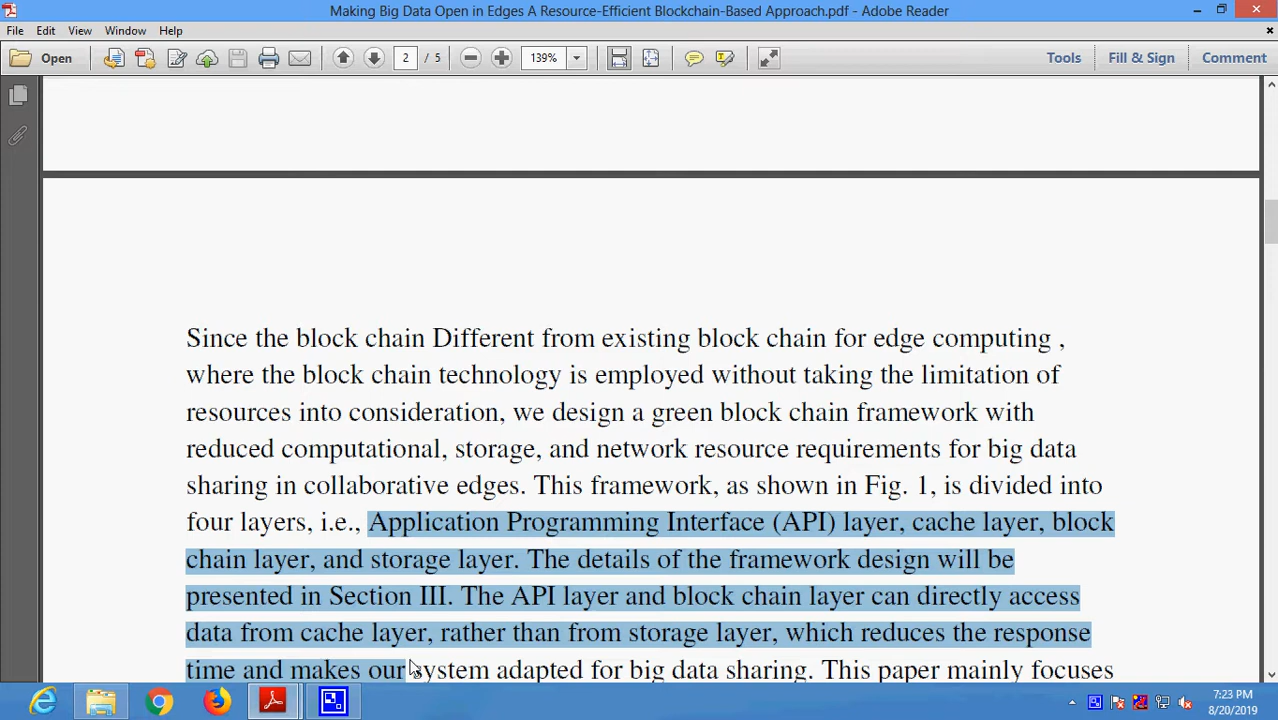 Making Big Data Open in Edges A Resource-Efficient Blockchain-Based Approach.pdf - Adobe Reader
File Edit View Window Help
Open 2 / 5 139% Tools Fill & Sign Comment
Since the block chain Different from existing block chain for edge computing ,
where the block chain technology is employed without taking the limitation of
resources into consideration, we design a green block chain framework with
reduced computational, storage, and network resource requirements for big data
sharing in collaborative edges. This framework, as shown in Fig. 1, is divided into
four layers, i.e., Application Programming Interface (API) layer, cache layer, block
chain layer, and storage layer. The details of the framework design will be
presented in Section III. The API layer and block chain layer can directly access
data from cache layer, rather than from storage layer, which reduces the response
time and makes our system adapted for big data sharing. This paper mainly focuses
7:23 PM
8/20/2019